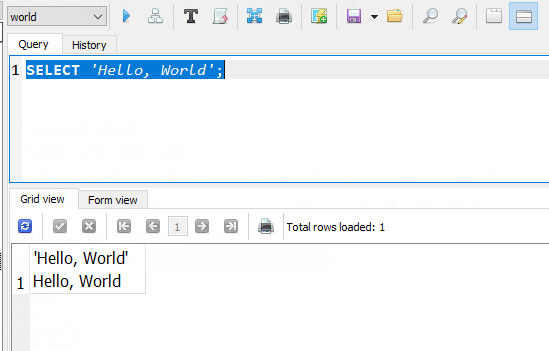 world
Query History
1 SELECT 'Hello, World';
Grid view Form view
1 Total rows loaded: 1
'Hello, World'
1 Hello, World